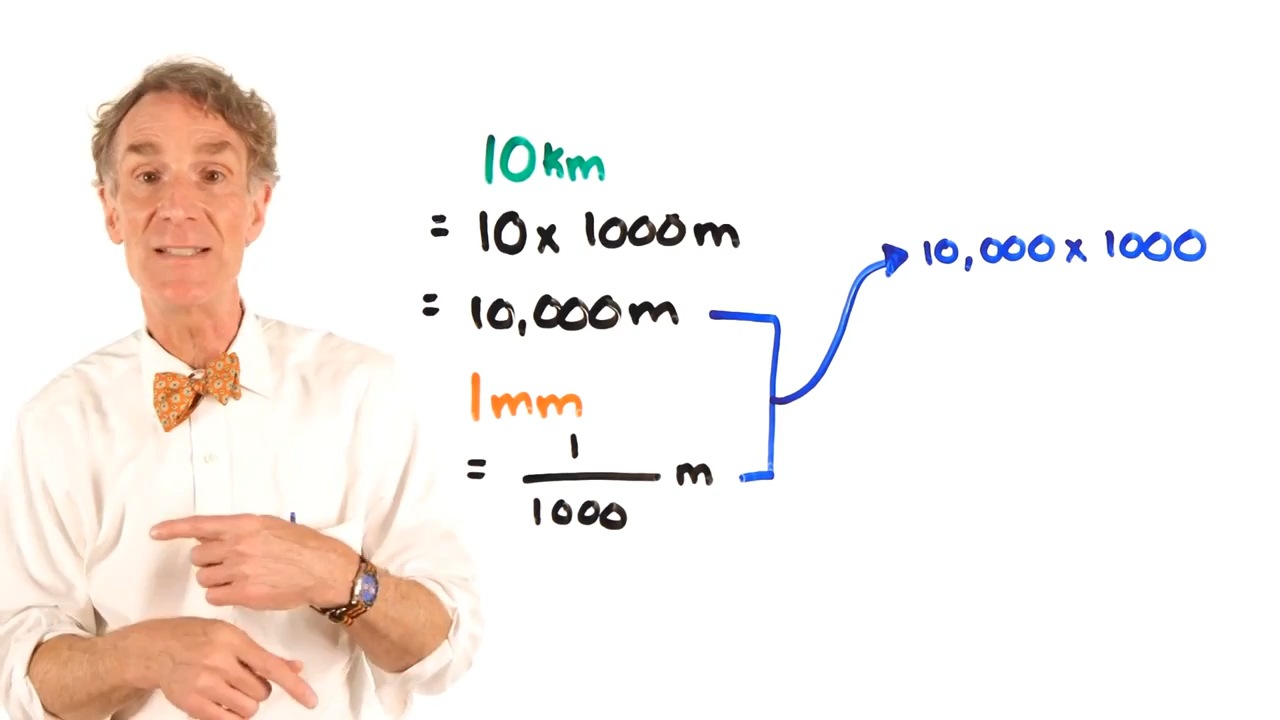 10km
= 10 x 1000m
= 10,000m
1mm
= 1/1000 m
10,000 x 1000